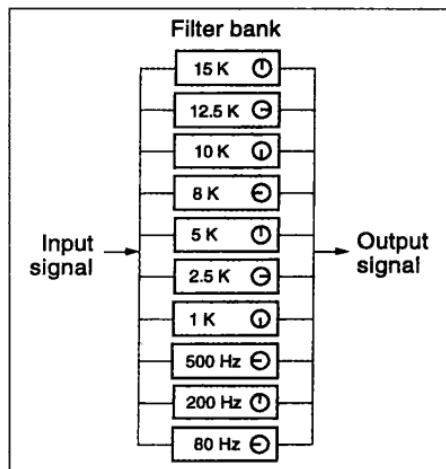 Filter bank
15 K
12.5 K
10 K
8 K
5 K
Input
signal
Output
signal
2.5 K
1 K
500 Hz
200 Hz
80 Hz